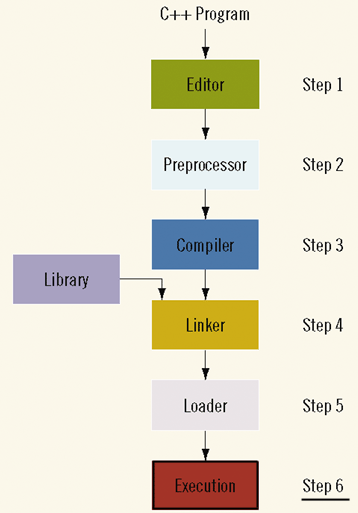 C++ Program
Editor Step 1
Preprocessor Step 2
Compiler Step 3
Library
Linker Step 4
Loader Step 5
Execution Step 6